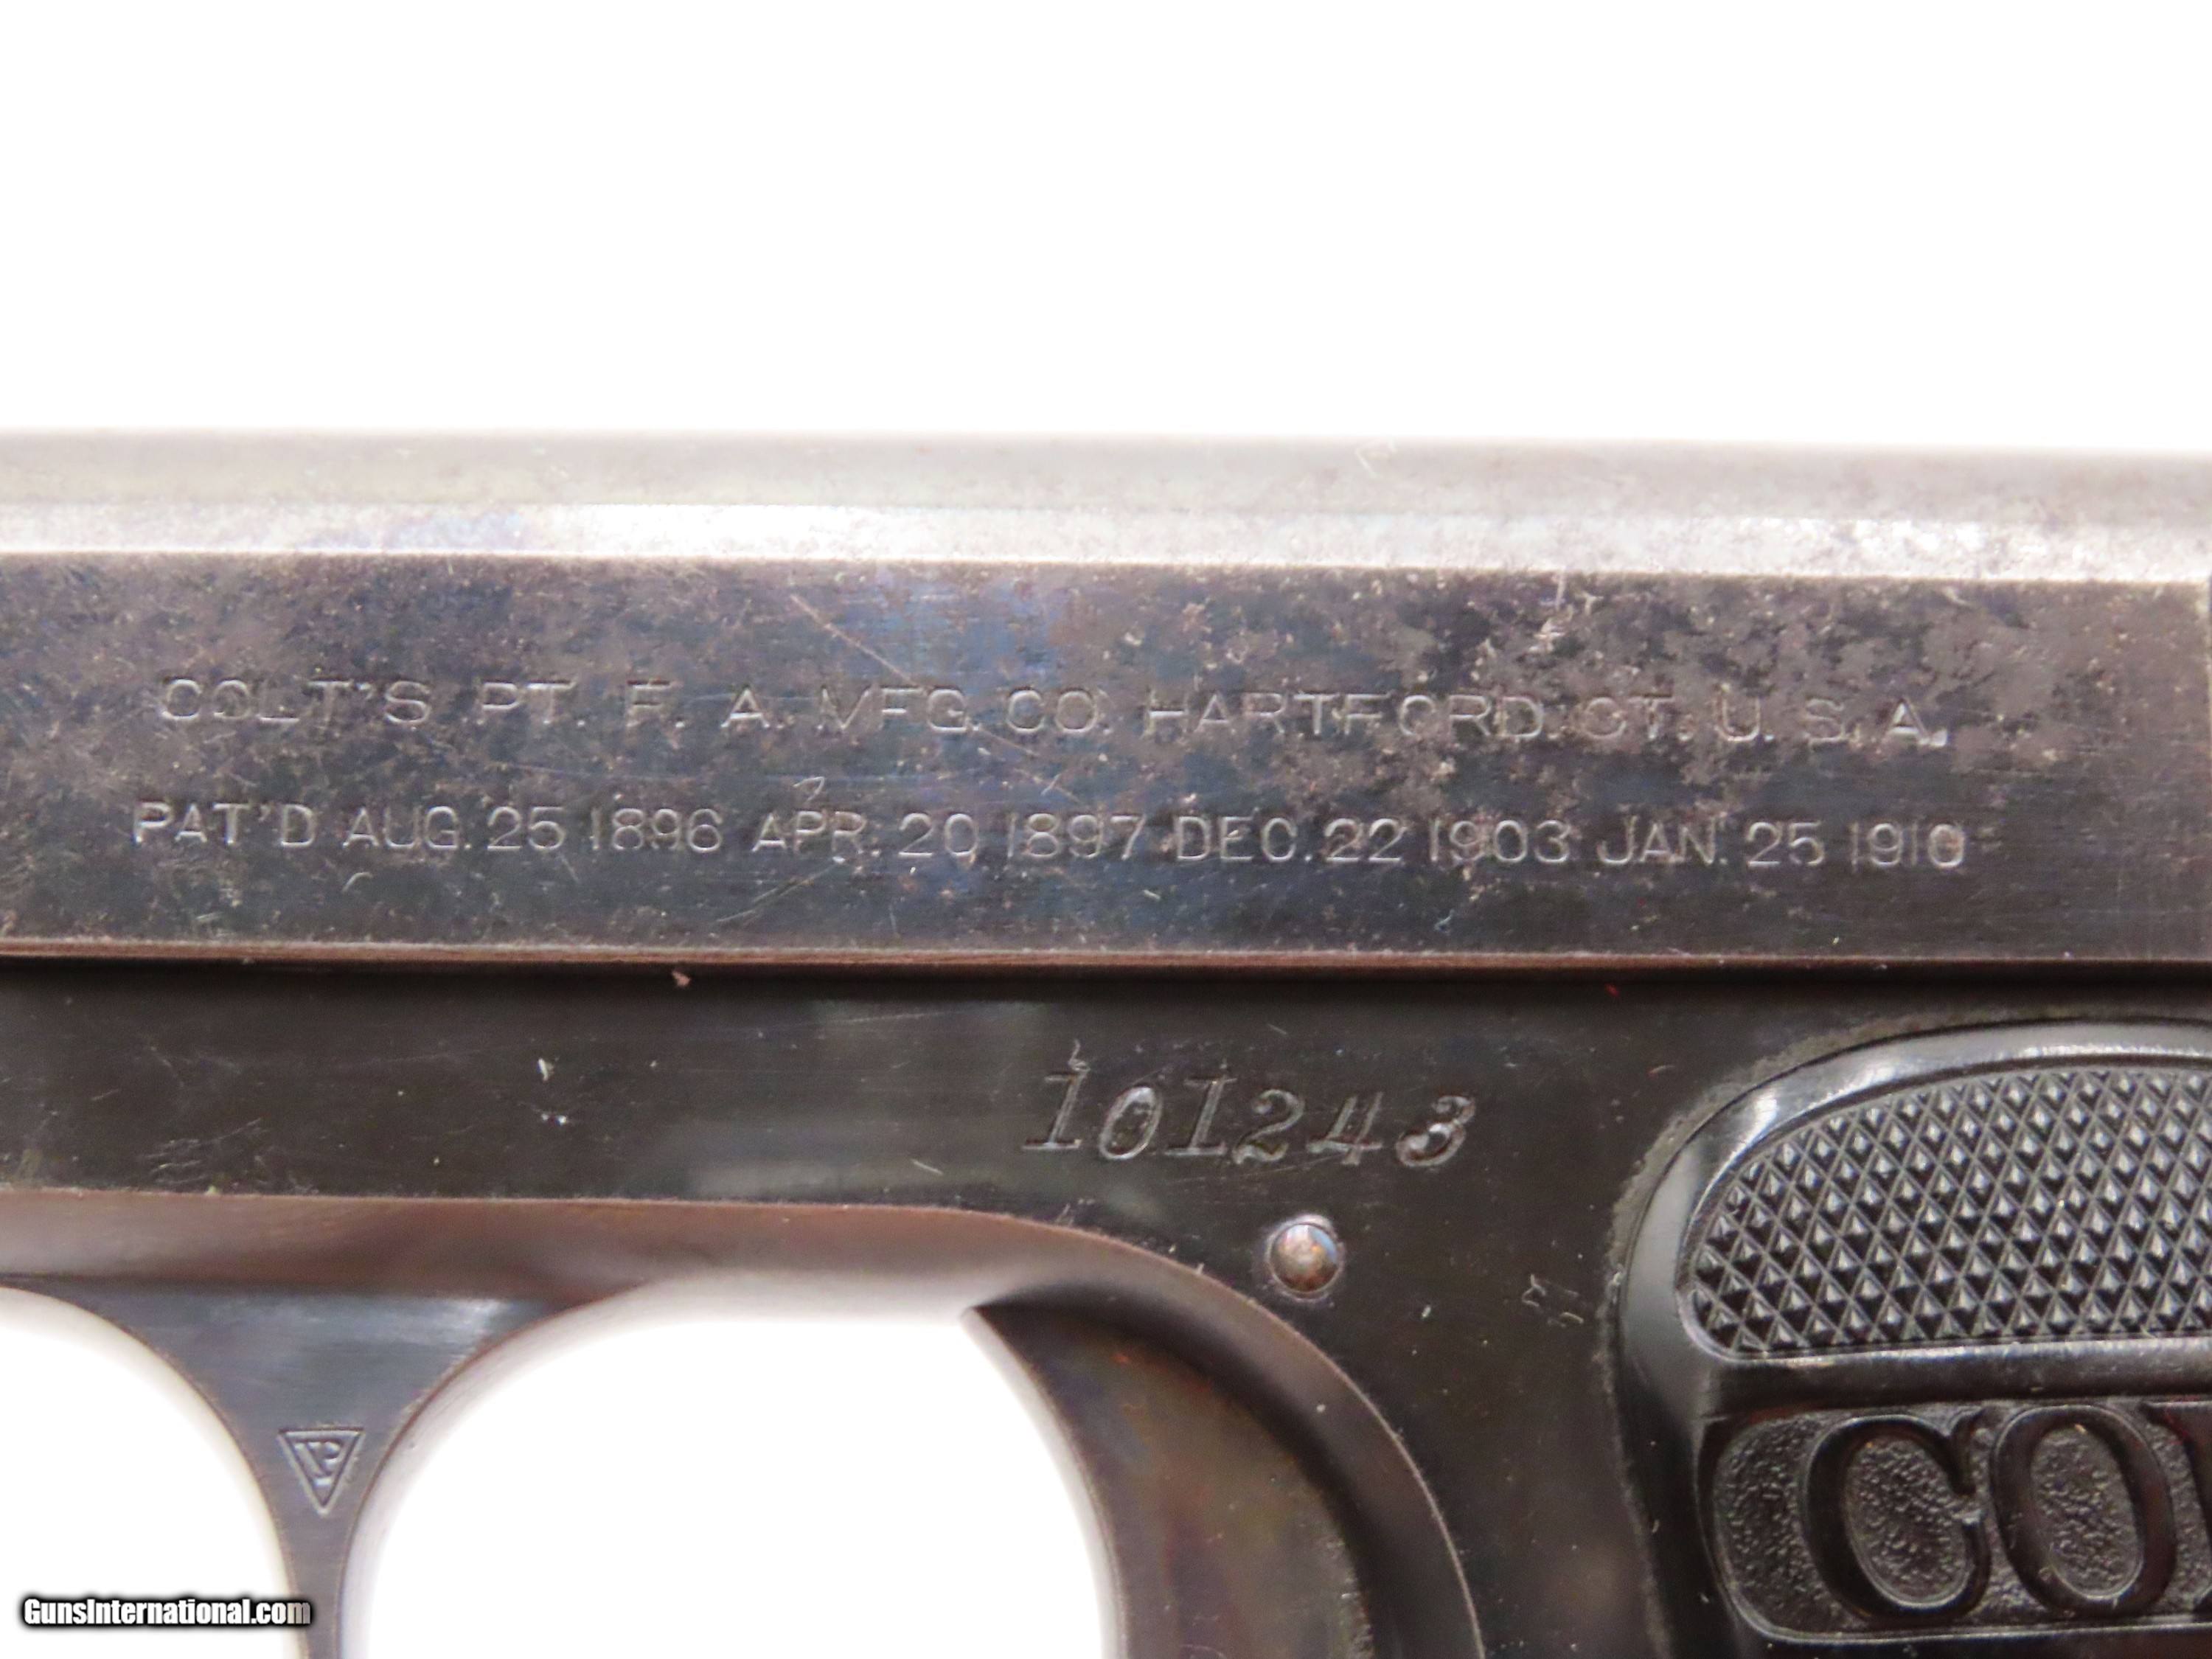 COLT'S PT. F. A. MFG. CO. HARTFORD. CT. U. S. A.
PAT'D AUG. 25 1896 APR. 20 1897 DEC. 22 1903 JAN. 25 1910
101243
VP
GunsInternational.com